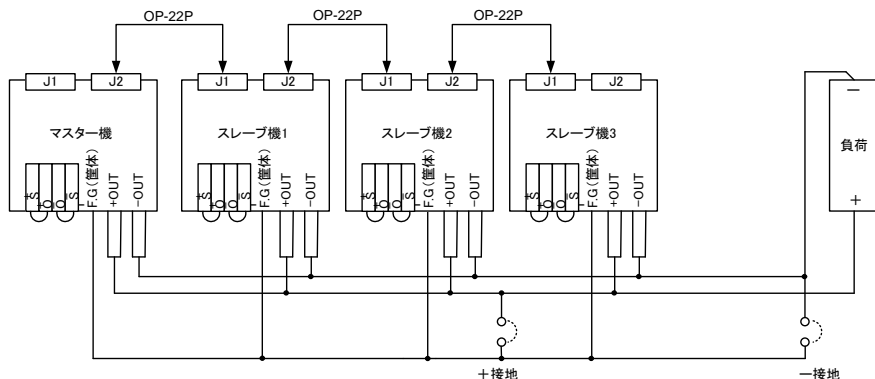 OP-22P OP-22P OP-22P
J1 J2 J1 J2 J1 J2 J1 J2
マスター機 スレーブ機1 スレーブ機2 スレーブ機3 負荷
− +
+S +O −O −S F.G(筐体) +OUT −OUT
+S +O −O −S F.G(筐体) +OUT −OUT
+S +O −O −S F.G(筐体) +OUT −OUT
+S +O −O −S F.G(筐体) +OUT −OUT
+接地 −接地